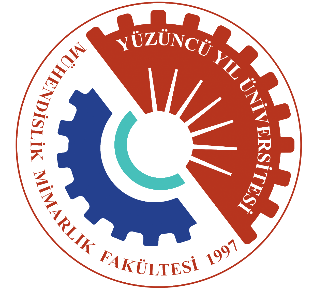 YÜZÜNCÜ YIL ÜNİVERSİTESİ
MÜHENDİSLİK MİMARLIK FAKÜLTESİ 1997